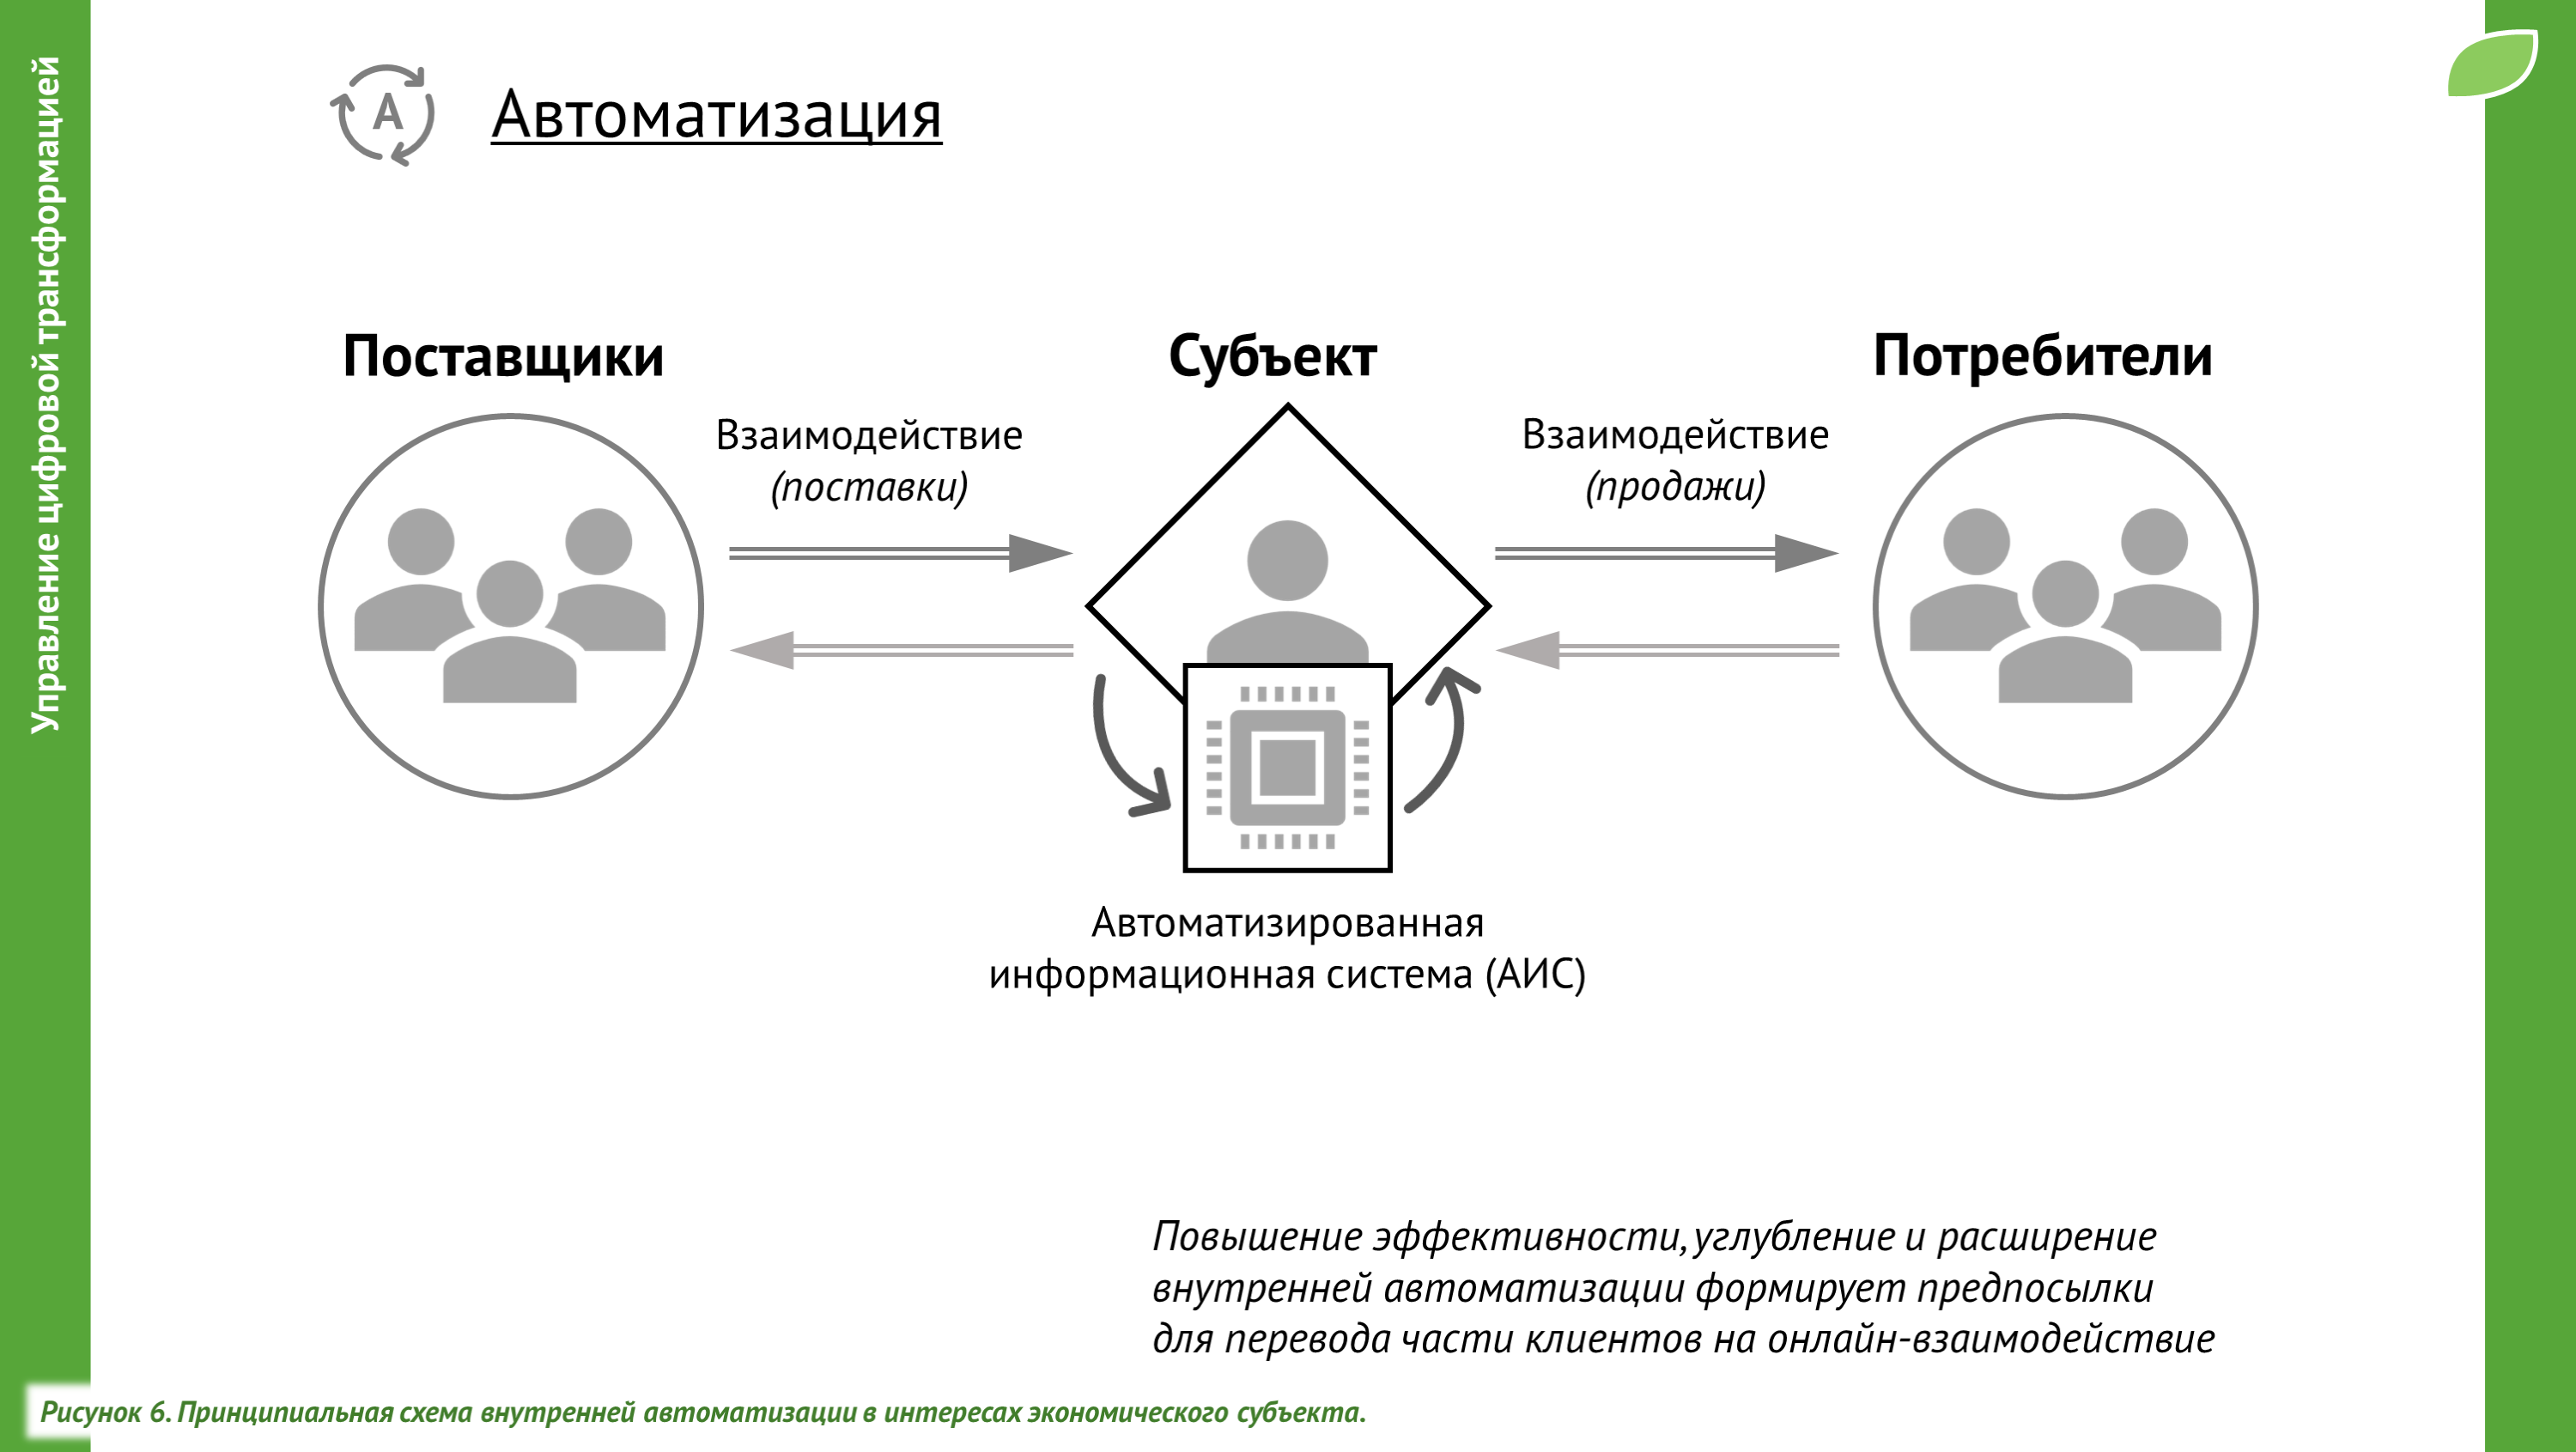 Управление цифровой трансформацией
А
Автоматизация
Поставщики
Субъект
Потребители
Взаимодействие
(поставки)
Взаимодействие
(продажи)
Автоматизированная
информационная система (АИС)
Повышение эффективности, углубление и расширение
внутренней автоматизации формирует предпосылки
для перевода части клиентов на онлайн-взаимодействие
Рисунок 6. Принципиальная схема внутренней автоматизации в интересах экономического субъекта.